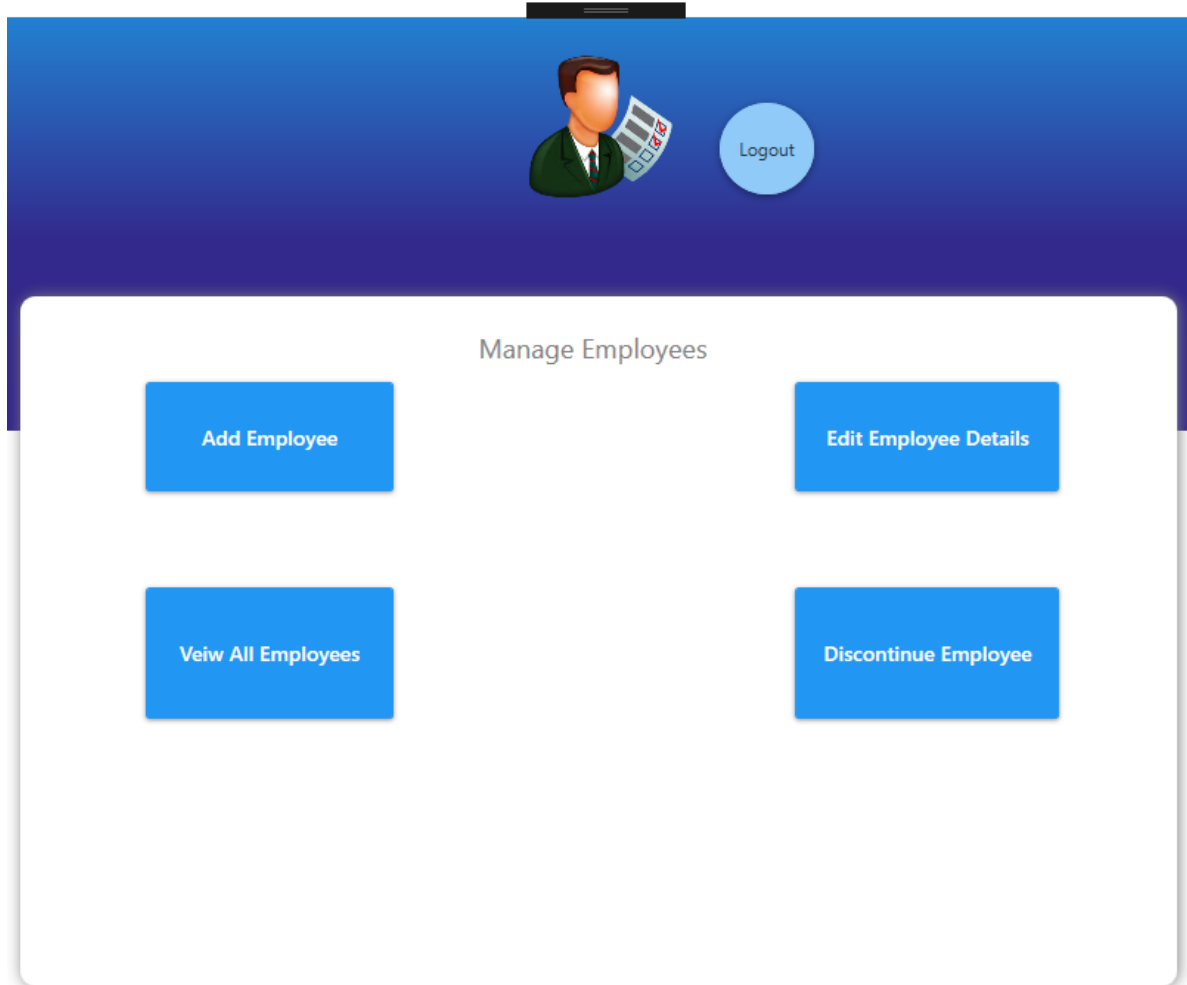 Logout
Manage Employees
Add Employee
Edit Employee Details
Veiw All Employees
Discontinue Employee